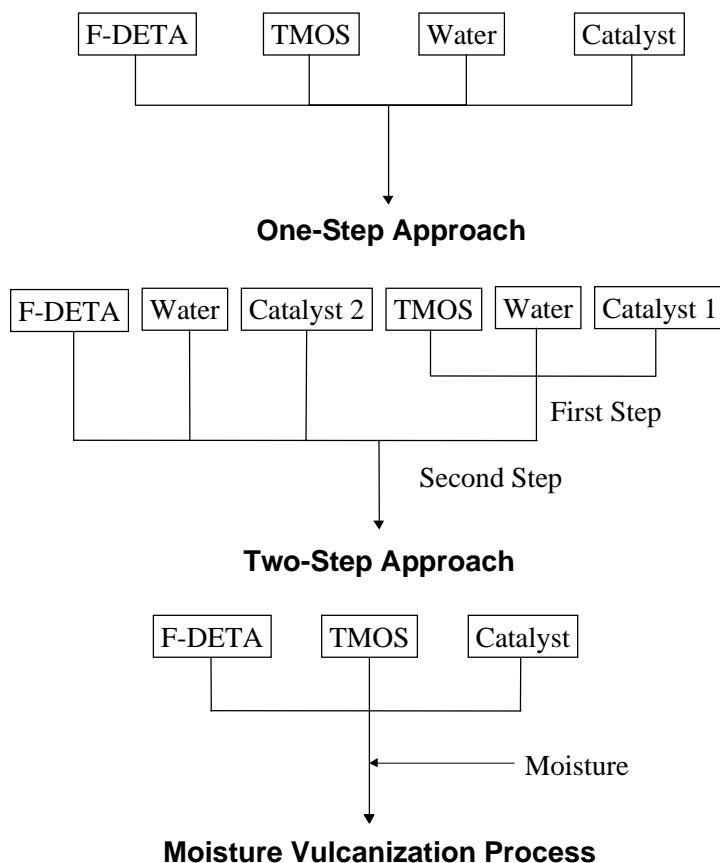 F-DETA TMOS Water Catalyst
One-Step Approach
F-DETA Water Catalyst 2 TMOS Water Catalyst 1
First Step
Second Step
Two-Step Approach
F-DETA TMOS Catalyst
Moisture
Moisture Vulcanization Process